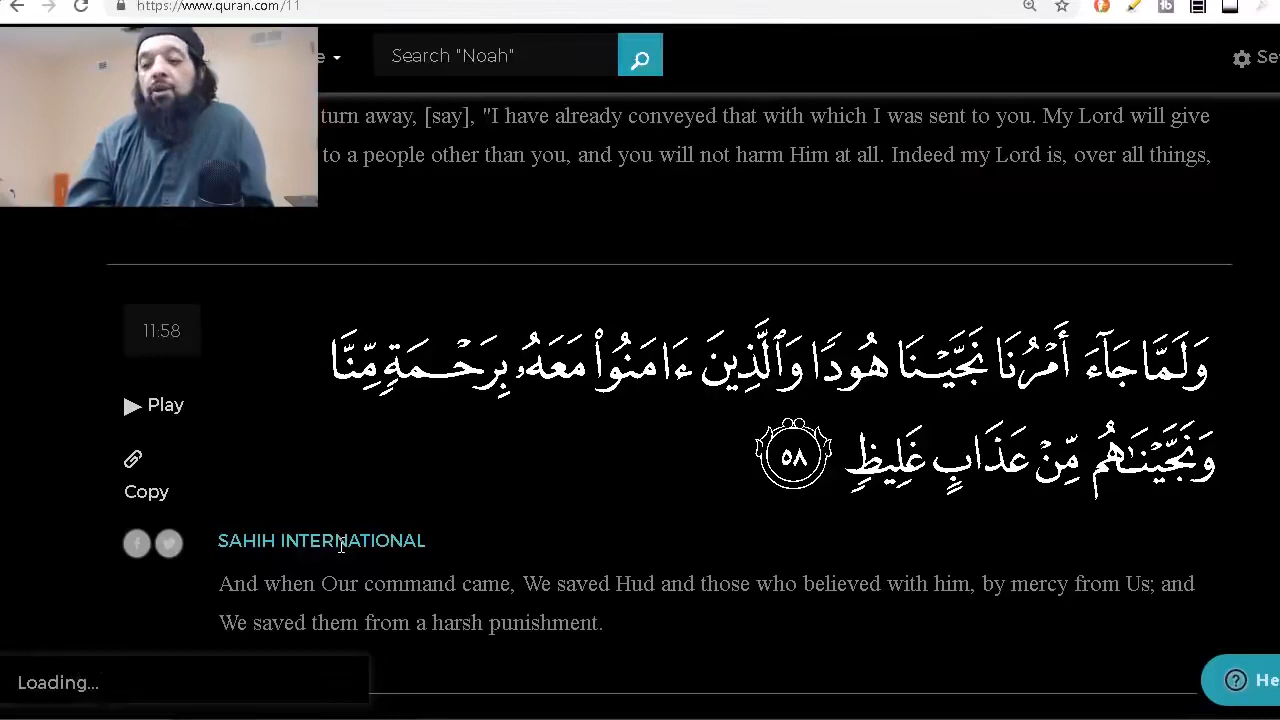 https://www.quran.com/11
e
Search "Noah"
Se
turn away, [say], "I have already conveyed that with which I was sent to you. My Lord will give
to a people other than you, and you will not harm Him at all. Indeed my Lord is, over all things,
11:58
وَلَمَّا جَآءَ أَمْرُنَا نَجَّيْنَا هُودًا وَٱلَّذِينَ ءَامَنُوا۟ مَعَهُۥ بِرَحْمَةٍ مِّنَّا
وَنَجَّيْنَـٰهُم مِّنْ عَذَابٍ غَلِيظٍ ٥٨
Play
Copy
SAHIH INTERNATIONAL
And when Our command came, We saved Hud and those who believed with him, by mercy from Us; and
We saved them from a harsh punishment.
Loading...
He